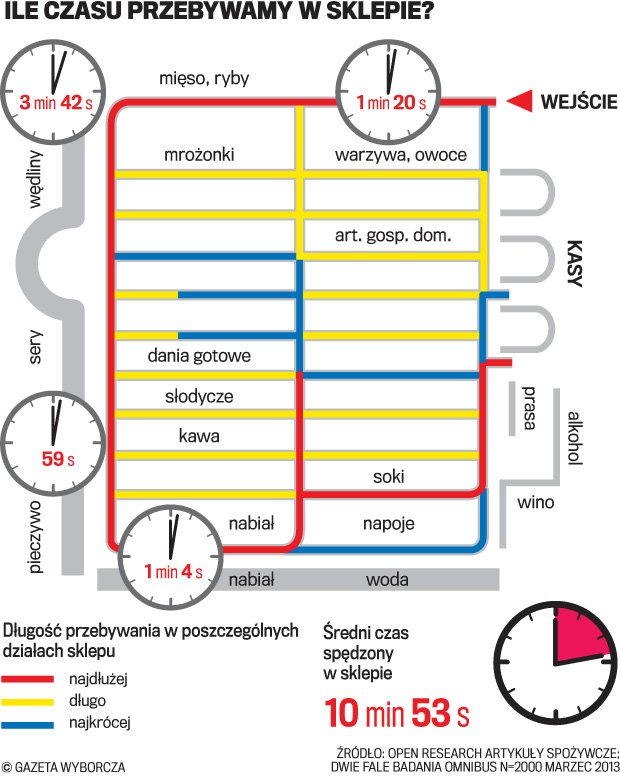 ILE CZASU PRZEBYWAMY W SKLEPIE?
3 min 42 s
mięso, ryby
1 min 20 s
WEJŚCIE
wędliny
mrożonki
warzywa, owoce
art. gosp. dom.
KASY
sery
dania gotowe
słodycze
kawa
prasa
alkohol
59 s
soki
wino
pieczywo
nabiał
napoje
1 min 4 s
nabiał
woda
Długość przebywania w poszczególnych
działach sklepu
najdłużej
długo
najkrócej
Średni czas
spędzony
w sklepie
10 min 53 s
© GAZETA WYBORCZA
ŹRÓDŁO: OPEN RESEARCH ARTYKUŁY SPOŻYWCZE;
DWIE FALE BADANIA OMNIBUS N=2000 MARZEC 2013